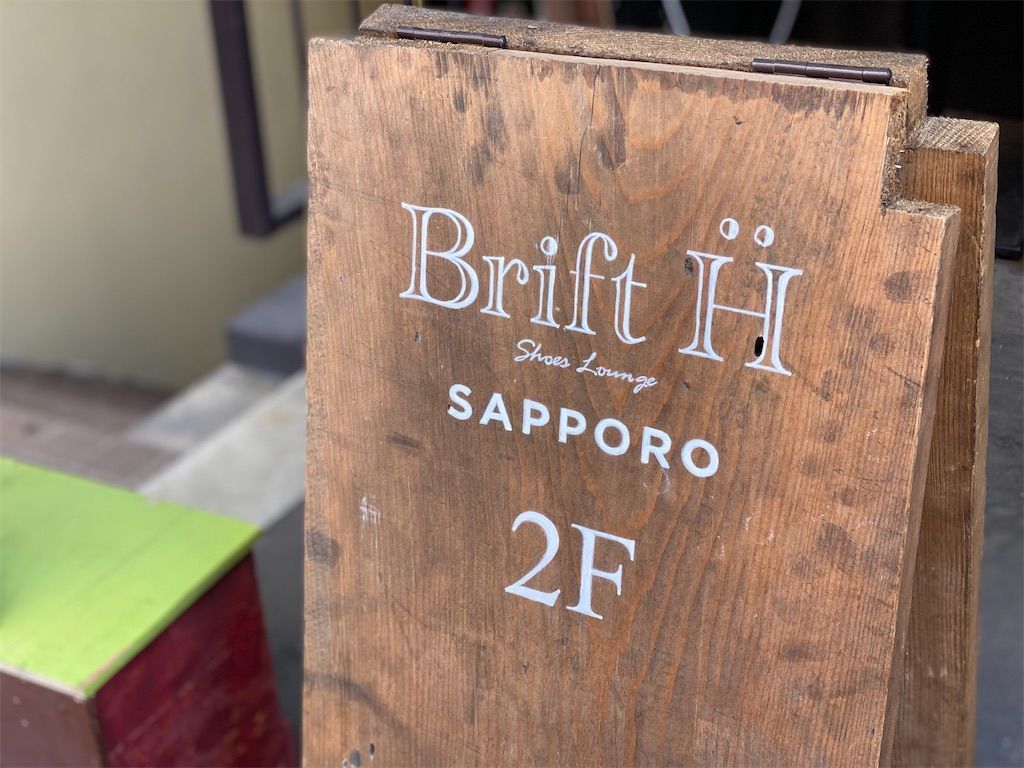 Brift Ḧ
Shoes Lounge
SAPPORO
2F